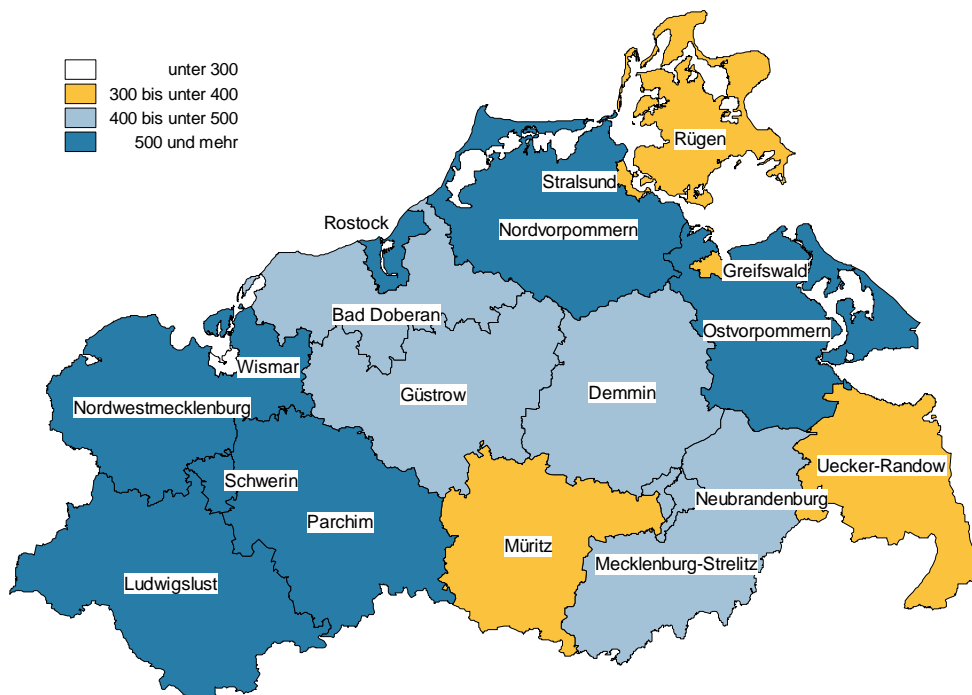 unter 300
300 bis unter 400
400 bis unter 500
500 und mehr
Rügen
Stralsund
Rostock
Nordvorpommern
Greifswald
Bad Doberan
Ostvorpommern
Wismar
Güstrow
Demmin
Nordwestmecklenburg
Uecker-Randow
Schwerin
Neubrandenburg
Parchim
Müritz
Mecklenburg-Strelitz
Ludwigslust